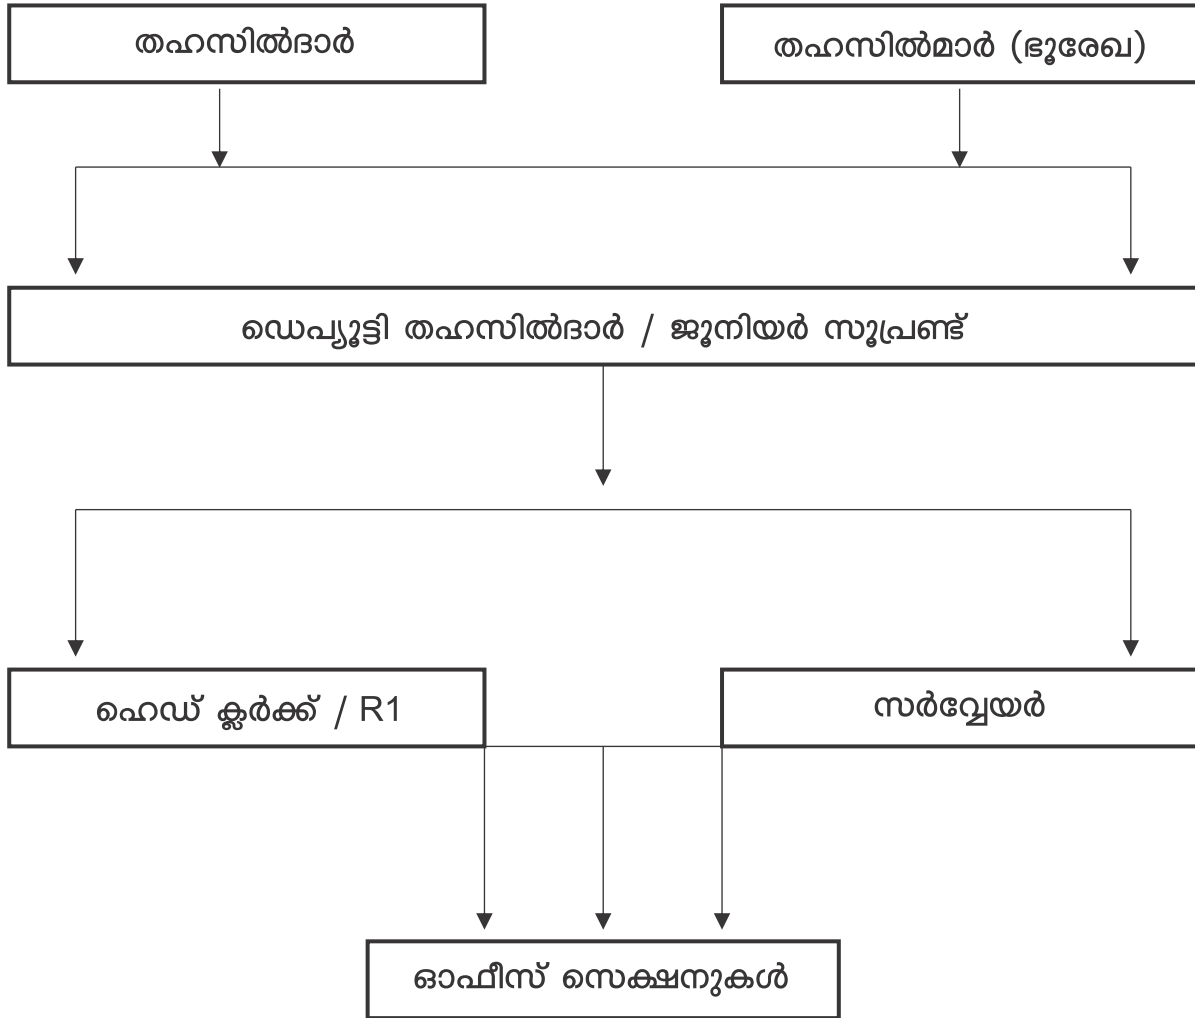 തഹസിൽദാർ
തഹസിൽമാർ (ഭൂരേഖ)
ഡെപ്യൂട്ടി തഹസിൽദാർ / ജൂനിയർ സൂപ്രണ്ട്
ഹെഡ് ക്ലർക്ക് / R1
സർവ്വേയർ
ഓഫീസ് സെക്ഷനുകൾ